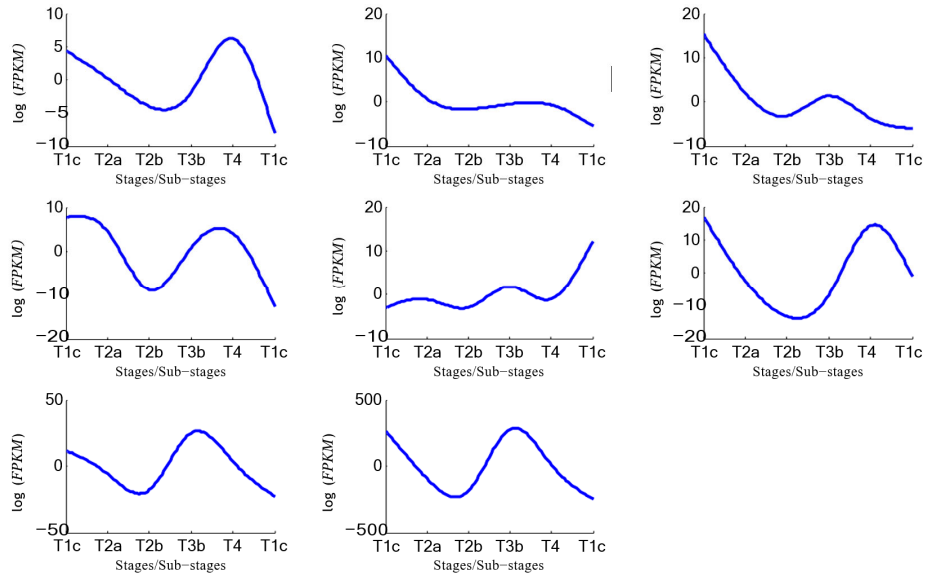 10
5
0
−5
−10
log (FPKM)
T1c T2a T2b T3b T4 T1c
Stages/Sub−stages
20
10
0
−10
log (FPKM)
T1c T2a T2b T3b T4 T1c
Stages/Sub−stages
20
10
0
−10
log (FPKM)
T1c T2a T2b T3b T4 T1c
Stages/Sub−stages
10
0
−10
−20
log (FPKM)
T1c T2a T2b T3b T4 T1c
Stages/Sub−stages
20
10
0
−10
log (FPKM)
T1c T2a T2b T3b T4 T1c
Stages/Sub−stages
20
10
0
−10
−20
log (FPKM)
T1c T2a T2b T3b T4 T1c
Stages/Sub−stages
50
0
−50
log (FPKM)
T1c T2a T2b T3b T4 T1c
Stages/Sub−stages
500
0
−500
log (FPKM)
T1c T2a T2b T3b T4 T1c
Stages/Sub−stages